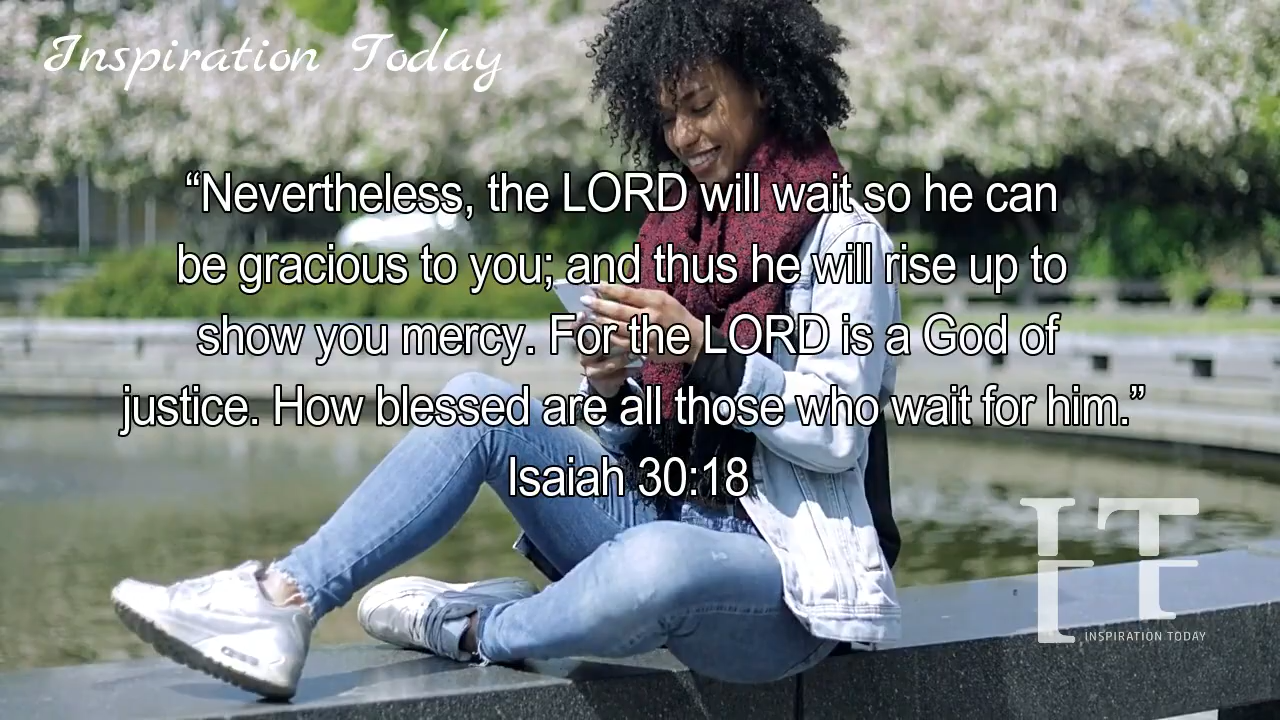 Inspiration Today
“Nevertheless, the LORD will wait so he can
be gracious to you; and thus he will rise up to
show you mercy. For the LORD is a God of
justice. How blessed are all those who wait for him.”
Isaiah 30:18
IT
INSPIRATION TODAY